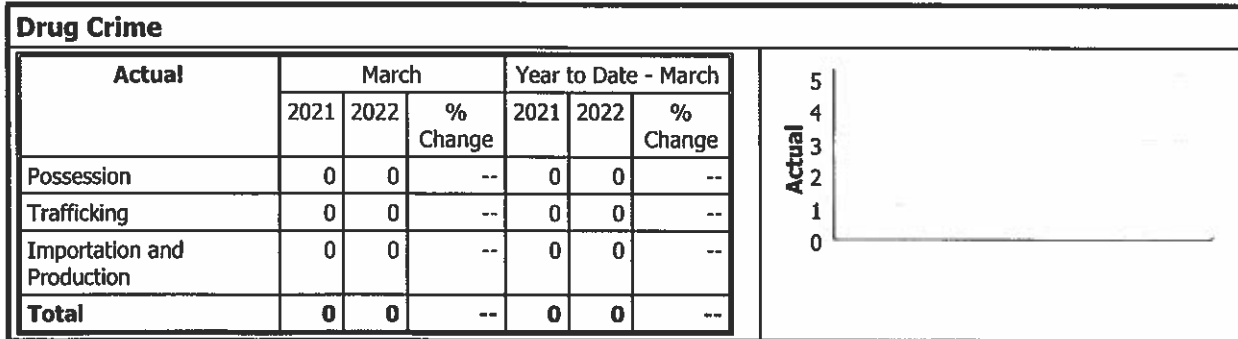 Drug Crime
Actual March Year to Date - March
2021 2022 % Change 2021 2022 % Change
Possession 0 0 -- 0 0 --
Trafficking 0 0 -- 0 0 --
Importation and Production 0 0 -- 0 0 --
Total 0 0 -- 0 0 --
Actual
5
4
3
2
1
0